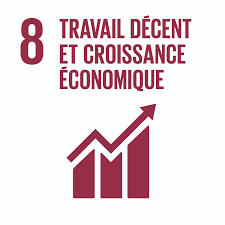 8 TRAVAIL DÉCENT
ET CROISSANCE
ÉCONOMIQUE